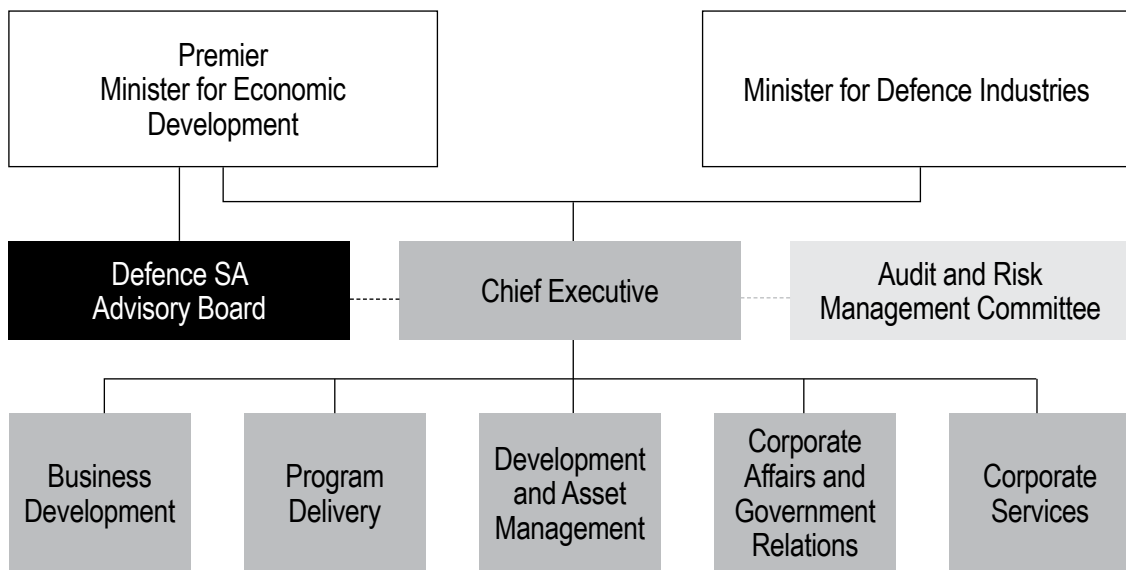 Premier
Minister for Economic
Development
Minister for Defence Industries
Defence SA
Advisory Board
Chief Executive
Audit and Risk
Management Committee
Business
Development
Program
Delivery
Development
and Asset
Management
Corporate
Affairs and
Government
Relations
Corporate
Services